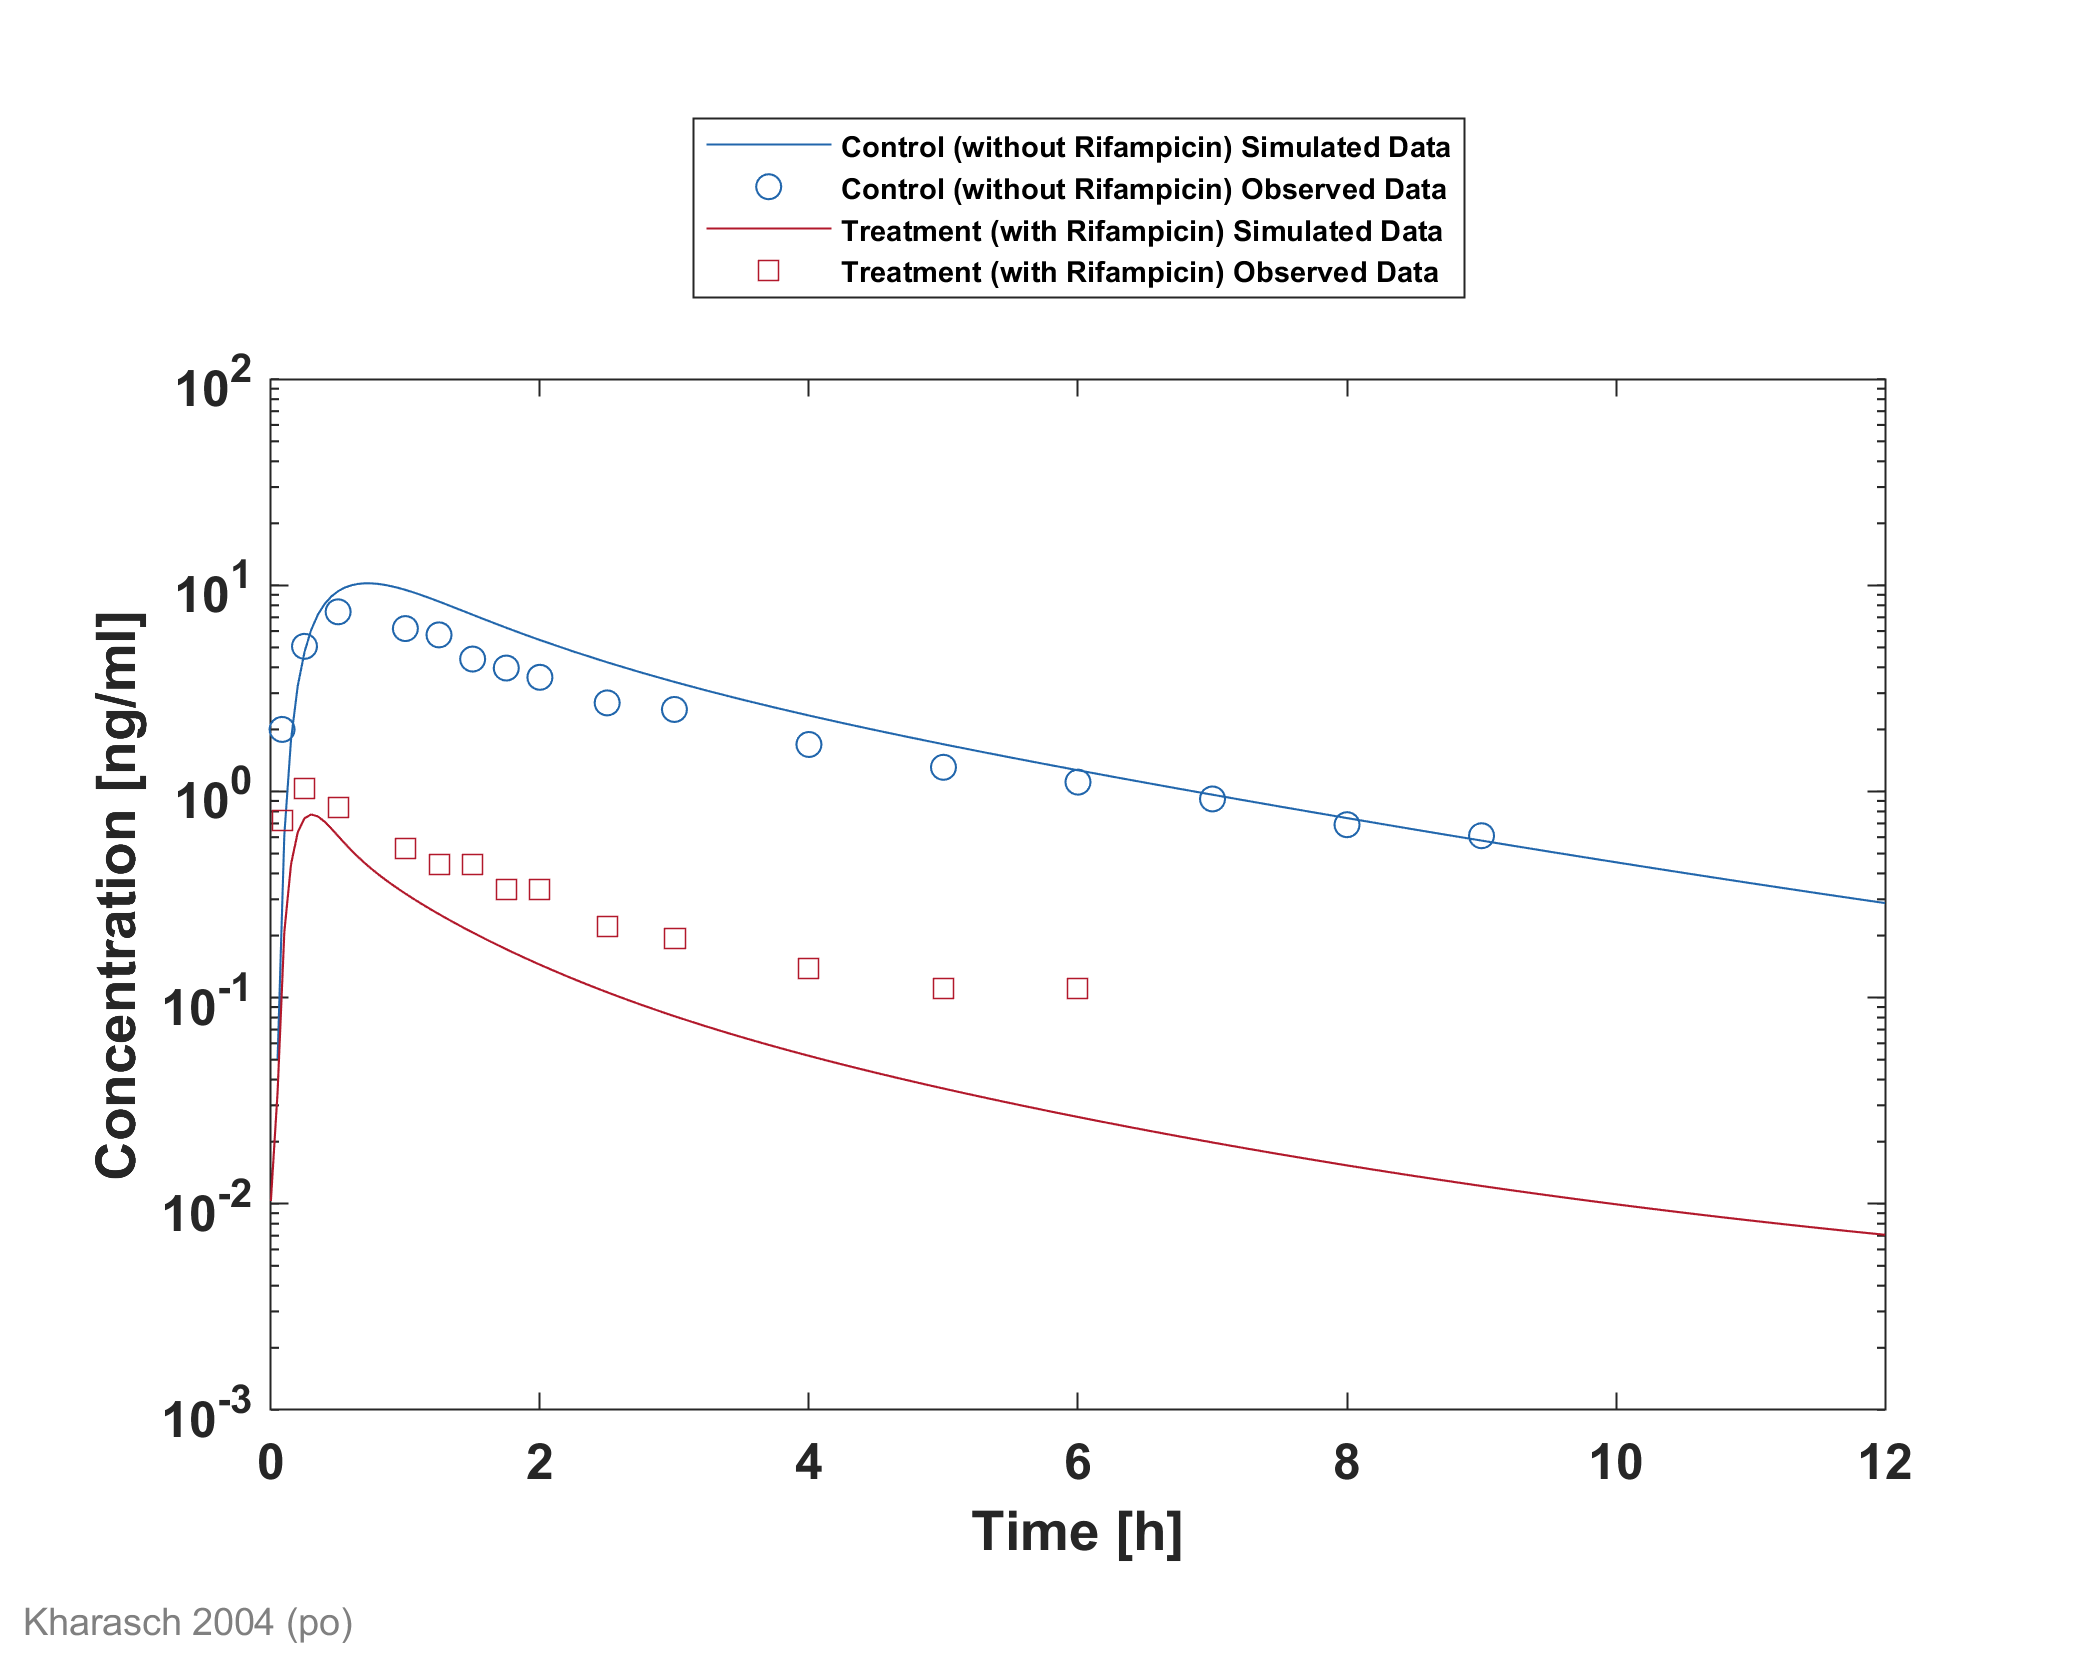 Control (without Rifampicin) Simulated Data
Control (without Rifampicin) Observed Data
Treatment (with Rifampicin) Simulated Data
Treatment (with Rifampicin) Observed Data
10^2
10^1
10^0
10^-1
10^-2
10^-3
Concentration [ng/ml]
0 2 4 6 8 10 12
Time [h]
Kharasch 2004 (po)